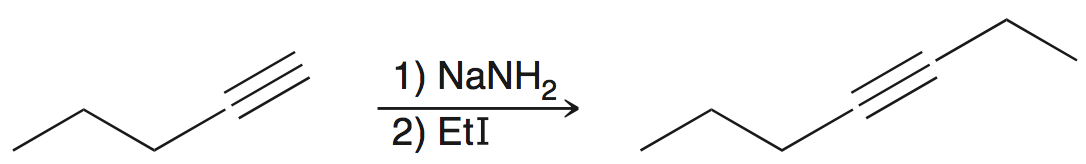 1) NaNH₂
2) EtI